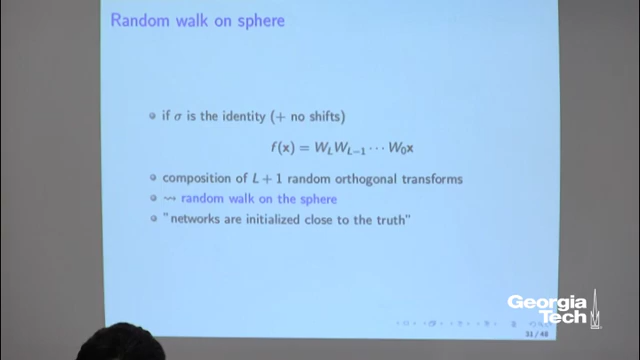 Random walk on sphere
if σ is the identity (+ no shifts)
f(x) = W_L W_{L−1} ··· W_0 x
composition of L + 1 random orthogonal transforms
⇝ random walk on the sphere
"networks are initialized close to the truth"
Georgia
Tech
31 / 48